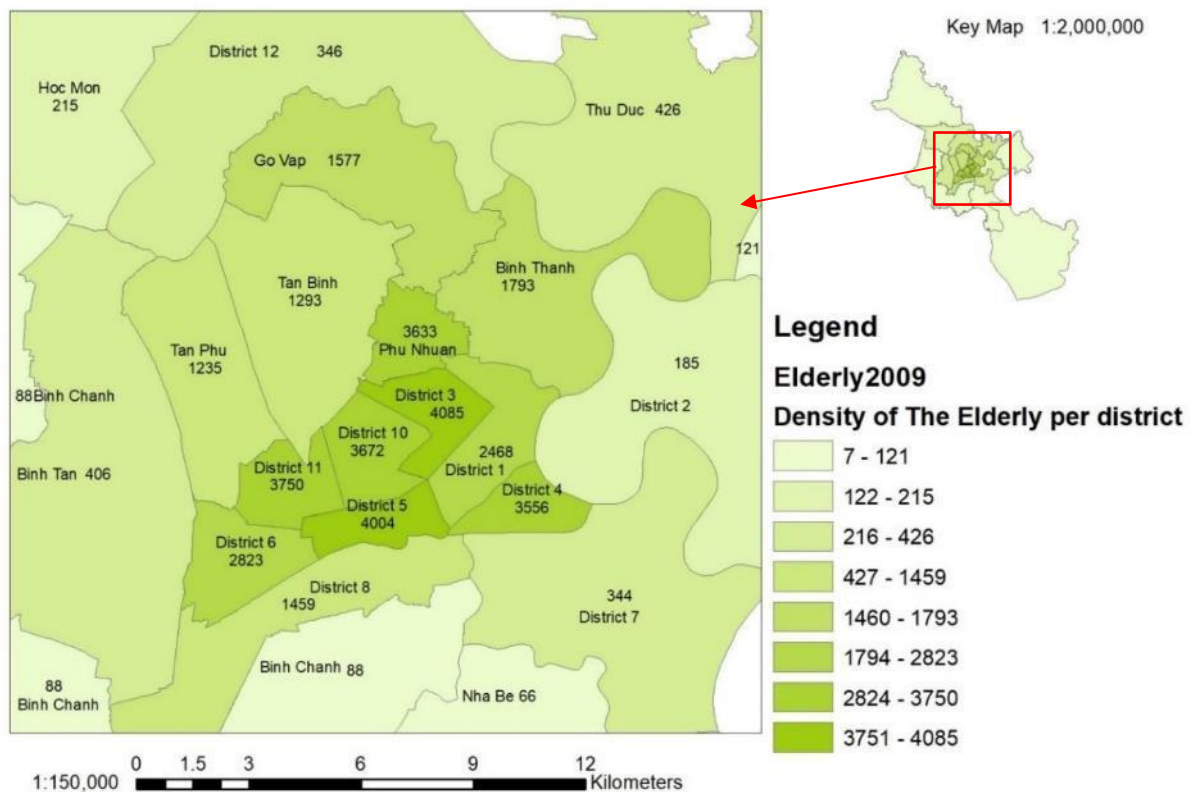 Key Map 1:2,000,000
District 12 346
Hoc Mon
215
Thu Duc 426
Go Vap 1577
121
Binh Thanh
1793
Tan Binh
1293
3633
Phu Nhuan
Tan Phu
1235
185
District 2
88Binh Chanh
District 3
4085
District 10
3672
2468
District 1
District 11
3750
Binh Tan 406
District 4
3556
District 5
4004
District 6
2823
District 8
1459
344
District 7
Binh Chanh 88
88
Binh Chanh
Nha Be 66
Legend
Elderly2009
Density of The Elderly per district
7 - 121
122 - 215
216 - 426
427 - 1459
1460 - 1793
1794 - 2823
2824 - 3750
3751 - 4085
0 1.5 3 6 9 12
1:150,000 Kilometers